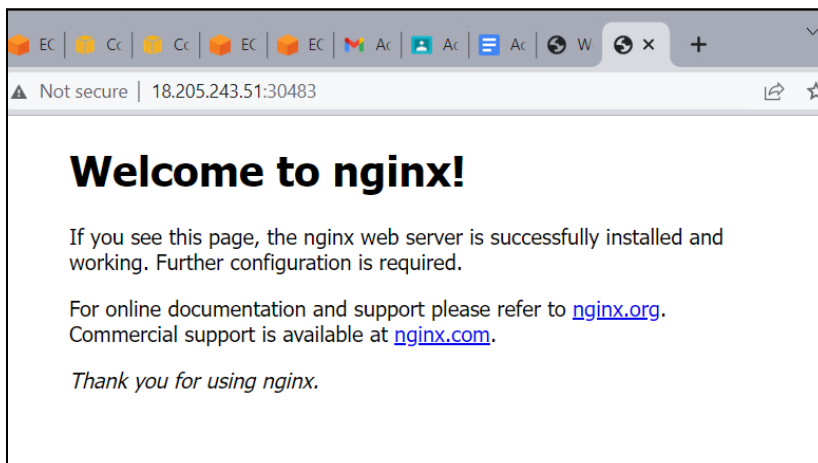 EC Cc Cc EC EC Ac Ac Ac W
Not secure 18.205.243.51:30483
Welcome to nginx!
If you see this page, the nginx web server is successfully installed and
working. Further configuration is required.
For online documentation and support please refer to nginx.org.
Commercial support is available at nginx.com.
Thank you for using nginx.